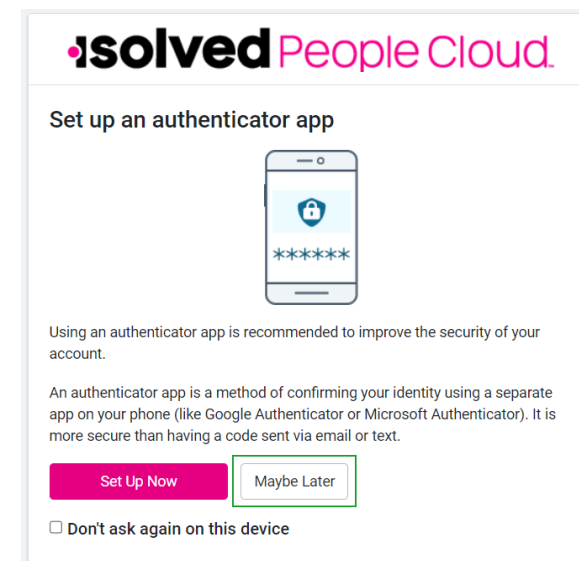 isolved People Cloud
Set up an authenticator app
******
Using an authenticator app is recommended to improve the security of your
account.
An authenticator app is a method of confirming your identity using a separate
app on your phone (like Google Authenticator or Microsoft Authenticator). It is
more secure than having a code sent via email or text.
Set Up Now
Maybe Later
Don't ask again on this device